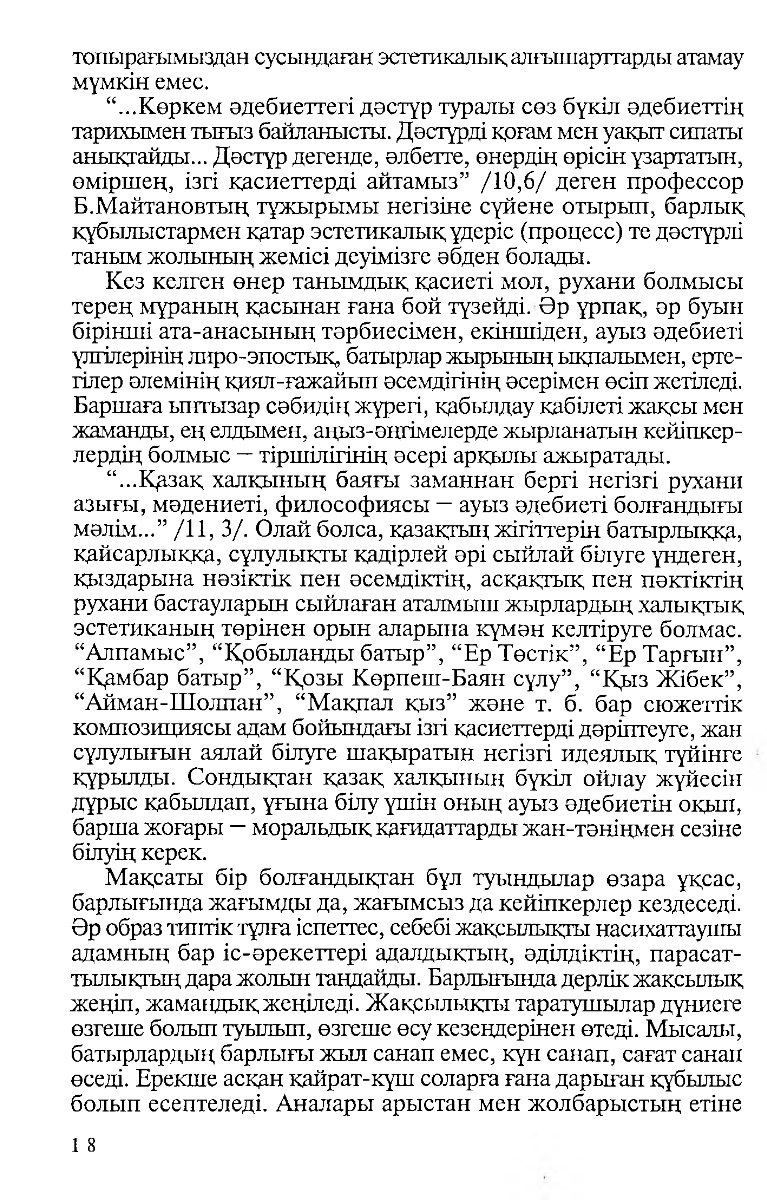 топырағымыздан сусындаған эстетикалық алғышарттарды атамау
мүмкін емес.
“...Көркем әдебиеттегі дәстүр туралы сөз бүкіл әдебиеттің
тарихымен тығыз байланысты. Дәстүрді қоғам мен уақыт сипаты
анықтайды... Дәстүр дегенде, әлбетте, өнердің өрісін ұзартатын,
өміршең, ізгі қасиеттерді айтамыз” /10,6/ деген профессор
Б.Майтановтың тұжырымы негізіне сүйене отырып, барлық
құбылыстармен қатар эстетикалық үдеріс (процесс) те дәстүрлі
таным жолының жемісі деуімізге әбден болады.
Кез келген өнер танымдық қасиеті мол, рухани болмысы
терең мұраның қасынан ғана бой түзейді. Әр ұрпақ, әр буын
бірінші ата-анасының тәрбиесімен, екіншіден, ауыз әдебиеті
үлгілерінің лиро-эпостық, батырлар жырының ықпалымен, ерте-
гілер әлемінің қиял-ғажайып әсемдігінің әсерімен өсіп жетіледі.
Баршаға ынтызар сәбидің жүрегі, қабылдау қабілеті жақсы мен
жаманды, ең елдымен, аңыз-әңгімелерде жырланатын кейіпкер-
лердің болмыс – тіршілігінің әсері арқылы ажыратады.
“...Қазақ халқының баяғы заманнан бергі негізгі рухани
азығы, мәдениеті, философиясы – ауыз әдебиеті болғандығы
мәлім...” /11, 3/. Олай болса, қазақтың жігіттерін батырлыққа,
қайсарлыққа, сұлулықты қадірлей әрі сыйлай білуге үндеген,
қыздарына нәзіктік пен әсемдіктің, асқақтық пен пәктіктің
рухани бастауларын сыйлаған аталмыш жырлардың халықтық
эстетиканың төрінен орын аларына күмән келтіруге болмас.
“Алпамыс”, “Қобыланды батыр”, “Ер Төстік”, “Ер Тарғын”,
“Қамбар батыр”, “Қозы Көрпеш-Баян сұлу”, “Қыз Жібек”,
“Айман-Шолпан”, “Мақпал қыз” және т. б. бар сюжеттік
композициясы адам бойындағы ізгі қасиеттерді дәріптеуге, жан
сұлулығын аялай білуге шақыратын негізгі идеялық түйінге
құрылды. Сондықтан қазақ халқының бүкіл ойлау жүйесін
дұрыс қабылдап, ұғына білу үшін оның ауыз әдебиетін оқып,
барша жоғары – моральдық қағидаттарды жан-тәніңмен сезіне
білуің керек.
Мақсаты бір болғандықтан бұл туындылар өзара ұқсас,
барлығында жағымды да, жағымсыз да кейіпкерлер кездеседі.
Әр образ типтік тұлға іспеттес, себебі жақсылықты насихаттаушы
адамның бар іс-әрекеттері адалдықтың, әділдіктің, парасат-
тылықтың дара жолын таңдайды. Барлығында дерлік жақсылық
жеңіп, жамандық жеңіледі. Жақсылықты таратушылар дүниеге
өзгеше болып туылып, өзгеше өсу кезеңдерінен өтеді. Мысалы,
батырлардың барлығы жыл санап емес, күн санап, сағат санап
өседі. Ерекше асқан қайрат-күш соларға ғана дарыған құбылыс
болып есептеледі. Аналары арыстан мен жолбарыстың етіне
18